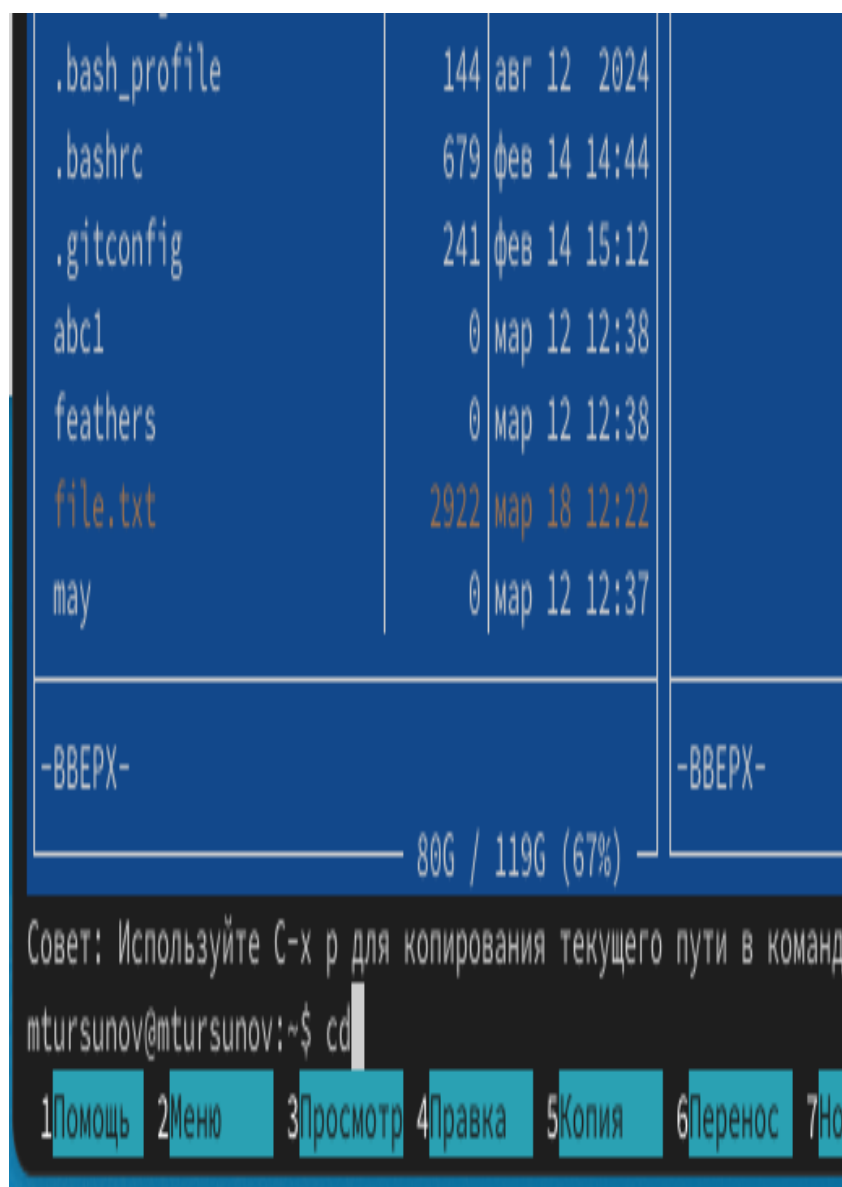 .bash_profile 144 авг 12 2024
.bashrc 679 фев 14 14:44
.gitconfig 241 фев 14 15:12
abc1 0 мар 12 12:38
feathers 0 мар 12 12:38
file.txt 2922 мар 18 12:22
may 0 мар 12 12:37
-ВВЕРХ- -ВВЕРХ-
80G / 119G (67%)
Совет: Используйте C-x p для копирования текущего пути в команд
mtursunov@mtursunov:~$ cd
1Помощь 2Меню 3Просмотр 4Правка 5Копия 6Перенос 7Но